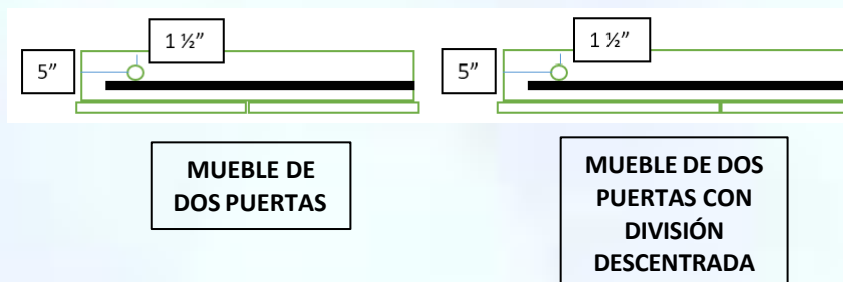 1 ½”
5”
1 ½”
5”
MUEBLE DE
DOS PUERTAS
MUEBLE DE DOS
PUERTAS CON
DIVISIÓN
DESCENTRADA